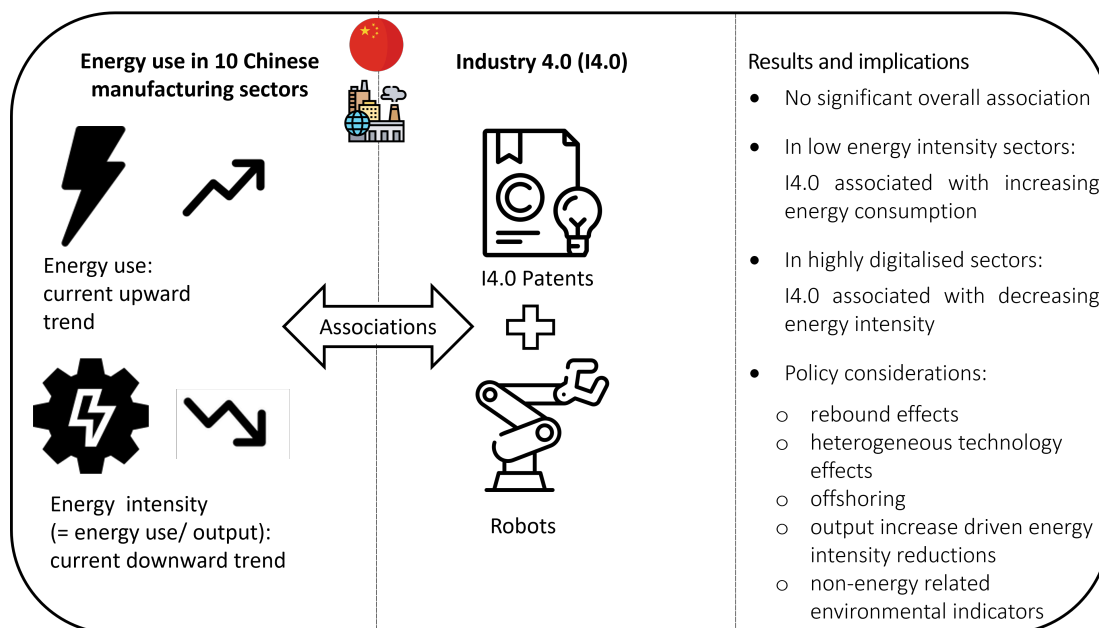 Energy use in 10 Chinese
manufacturing sectors
Energy use:
current upward
trend
Energy intensity
(= energy use/ output):
current downward trend
Associations
Industry 4.0 (I4.0)
©
I4.0 Patents
Robots
Results and implications
• No significant overall association
• In low energy intensity sectors:
I4.0 associated with increasing
energy consumption
• In highly digitalised sectors:
I4.0 associated with decreasing
energy intensity
• Policy considerations:
o rebound effects
o heterogeneous technology
effects
o offshoring
o output increase driven energy
intensity reductions
o non-energy related
environmental indicators